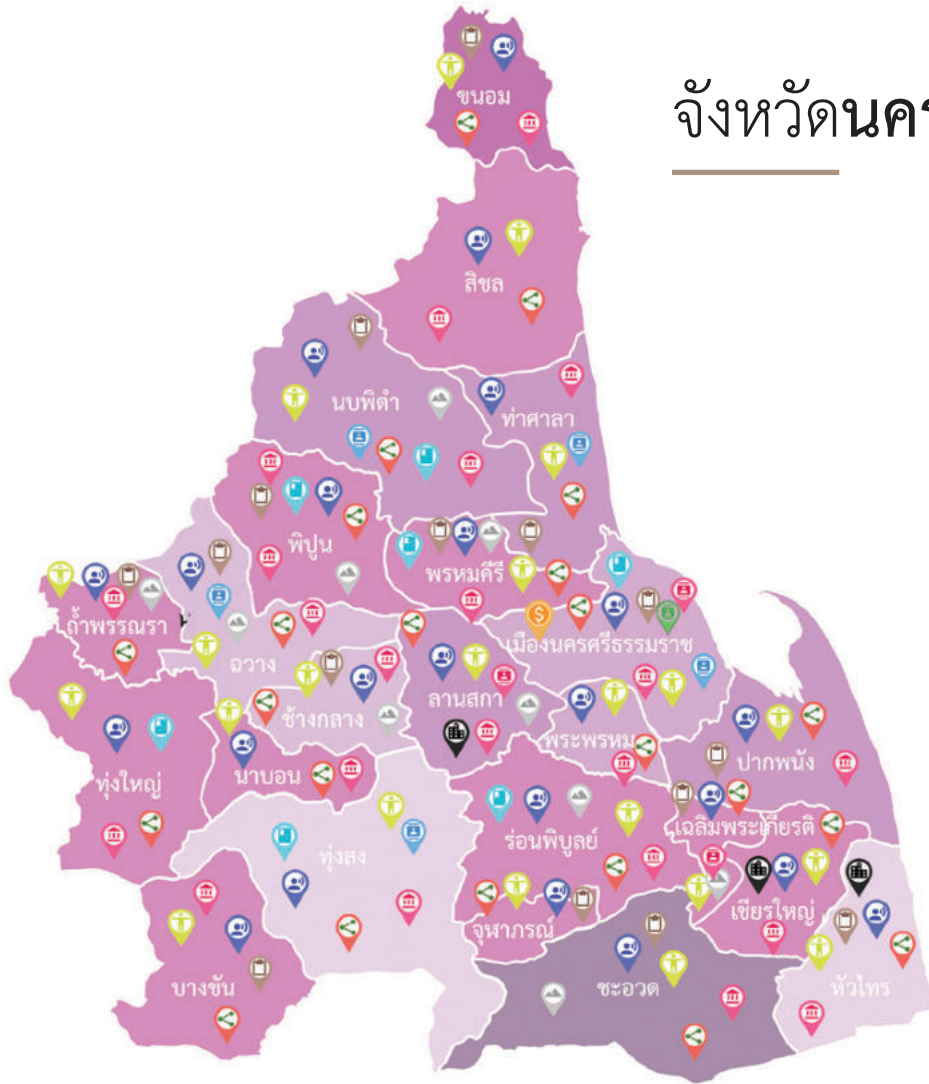 จังหวัดนคร
ขนอม
สิชล
นบพิตำ
ท่าศาลา
พิปูน
พรหมคีรี
ถ้ำพรรณรา
ฉวาง
เมืองนครศรีธรรมราช
ลานสกา
ช้างกลาง
พระพรหม
ปากพนัง
ทุ่งใหญ่
นาบอน
ทุ่งสง
ร่อนพิบูลย์
เฉลิมพระเกียรติ
เชียรใหญ่
จุฬาภรณ์
บางขัน
ชะอวด
หัวไทร